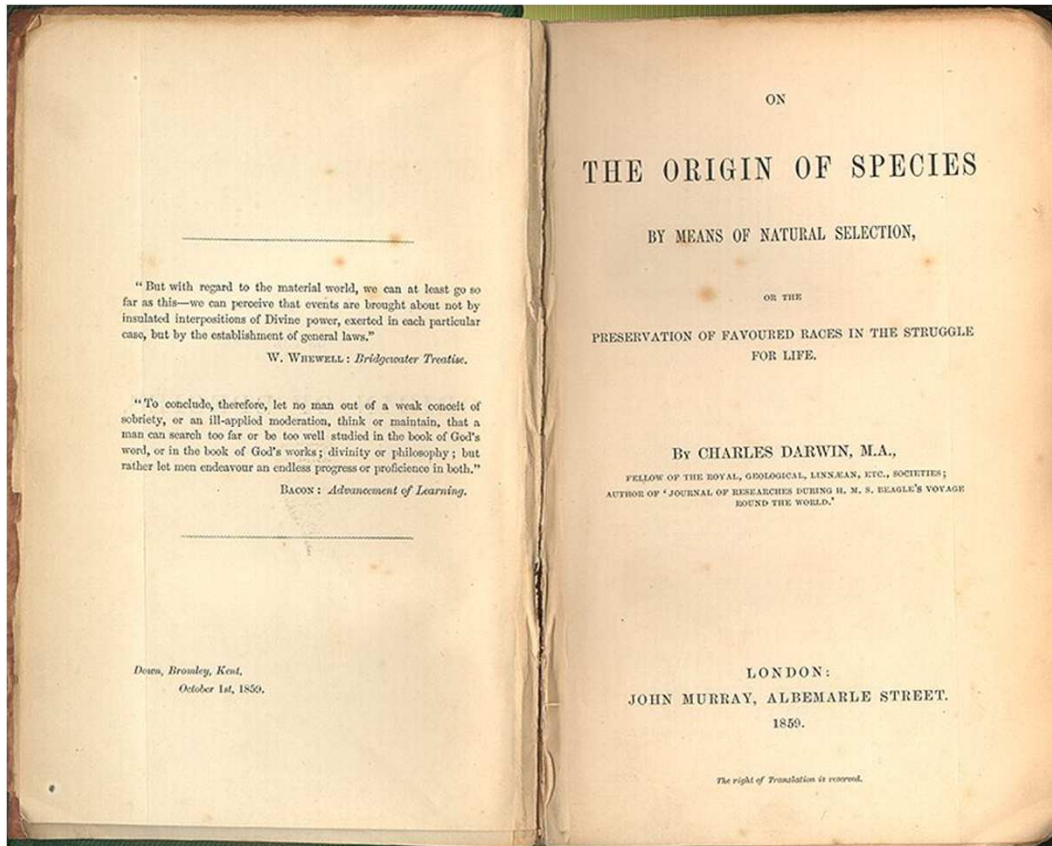 “But with regard to the material world, we can at least go so
far as this—we can perceive that events are brought about not by
insulated interpositions of Divine power, exerted in each particular
case, but by the establishment of general laws.”
W. WHEWELL: Bridgewater Treatise.
“To conclude, therefore, let no man out of a weak conceit of
sobriety, or an ill-applied moderation, think or maintain, that a
man can search too far or be too well studied in the book of God's
word, or in the book of God's works; divinity or philosophy; but
rather let men endeavour an endless progress or proficience in both.”
BACON: Advancement of Learning.
Down, Bromley, Kent,
October 1st, 1859.
ON
THE ORIGIN OF SPECIES
BY MEANS OF NATURAL SELECTION,
OR THE
PRESERVATION OF FAVOURED RACES IN THE STRUGGLE
FOR LIFE.
BY CHARLES DARWIN, M.A.,
FELLOW OF THE ROYAL, GEOLOGICAL, LINNÆAN, ETC., SOCIETIES;
AUTHOR OF ‘JOURNAL OF RESEARCHES DURING H. M. S. BEAGLE'S VOYAGE
ROUND THE WORLD.’
LONDON:
JOHN MURRAY, ALBEMARLE STREET.
1859.
The right of Translation is reserved.